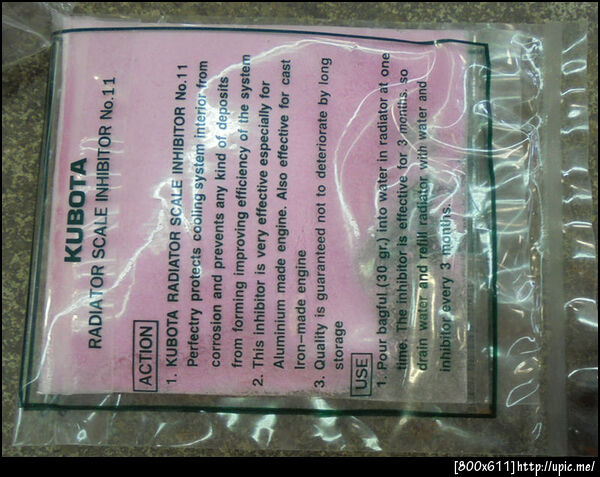 KUBOTA
RADIATOR SCALE INHIBITOR No.11
ACTION
1. KUBOTA RADIATOR SCALE INHIBITOR No.11
Perfectry protects cooling system interior from
corrosion and prevents any kind of deposits
from forming improving efficiency of the system
2. This inhibitor is very effective especially for
Aluminium made engine. Also effective for cast
Iron-made engine
3. Quality is guaranteed not to deteriorate by long
storage
USE
1. Pour bagful (30 gr.) into water in radiator at one
time. The inhibitor is effective for 3 months. so
drain water and refill radiator with water and
inhibitor every 3 months.
[800x611]http://upic.me/